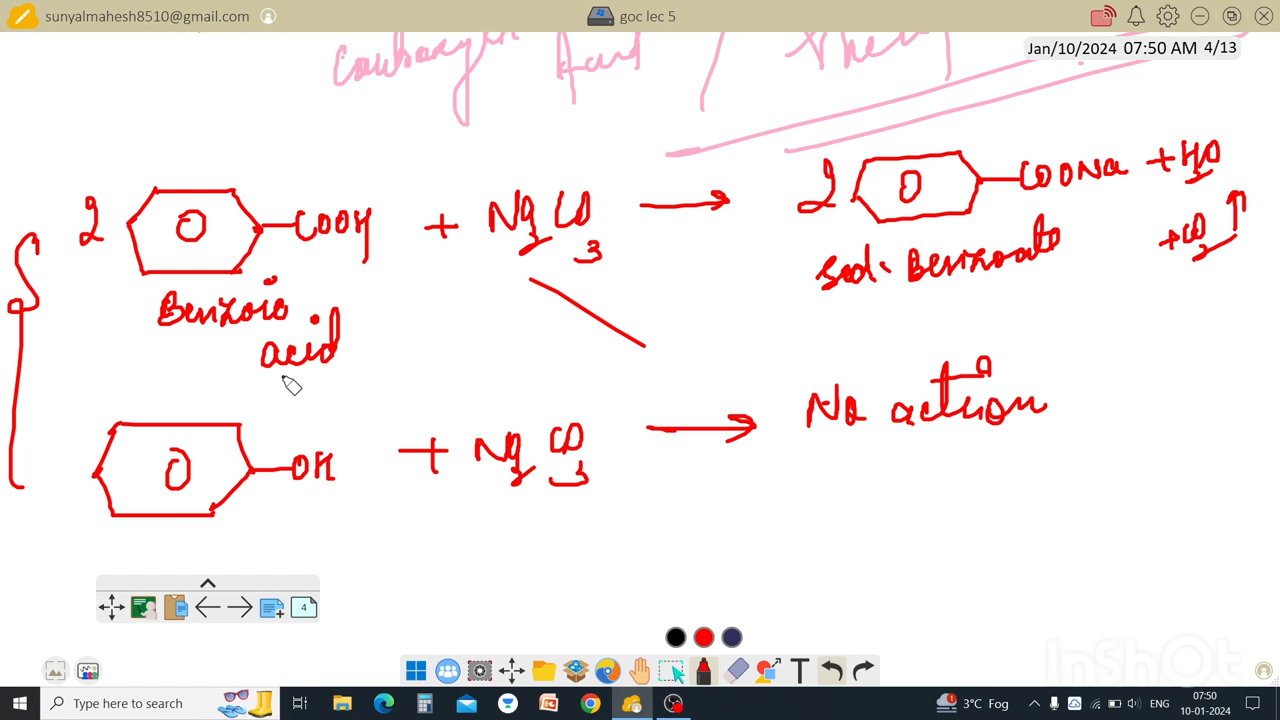 sunyalmahesh8510@gmail.com
goc lec 5
Jan/10/2024 07:50 AM 4/13
/
2 COOH + Na2CO3 → 2 COONa + H2O
+ CO2 ↑
Benzoic
acid
Sod. Benzoate
OH + Na2CO3 → No action
4
InShOt
Type here to search
3°C Fog
ENG
07:50
10-01-2024